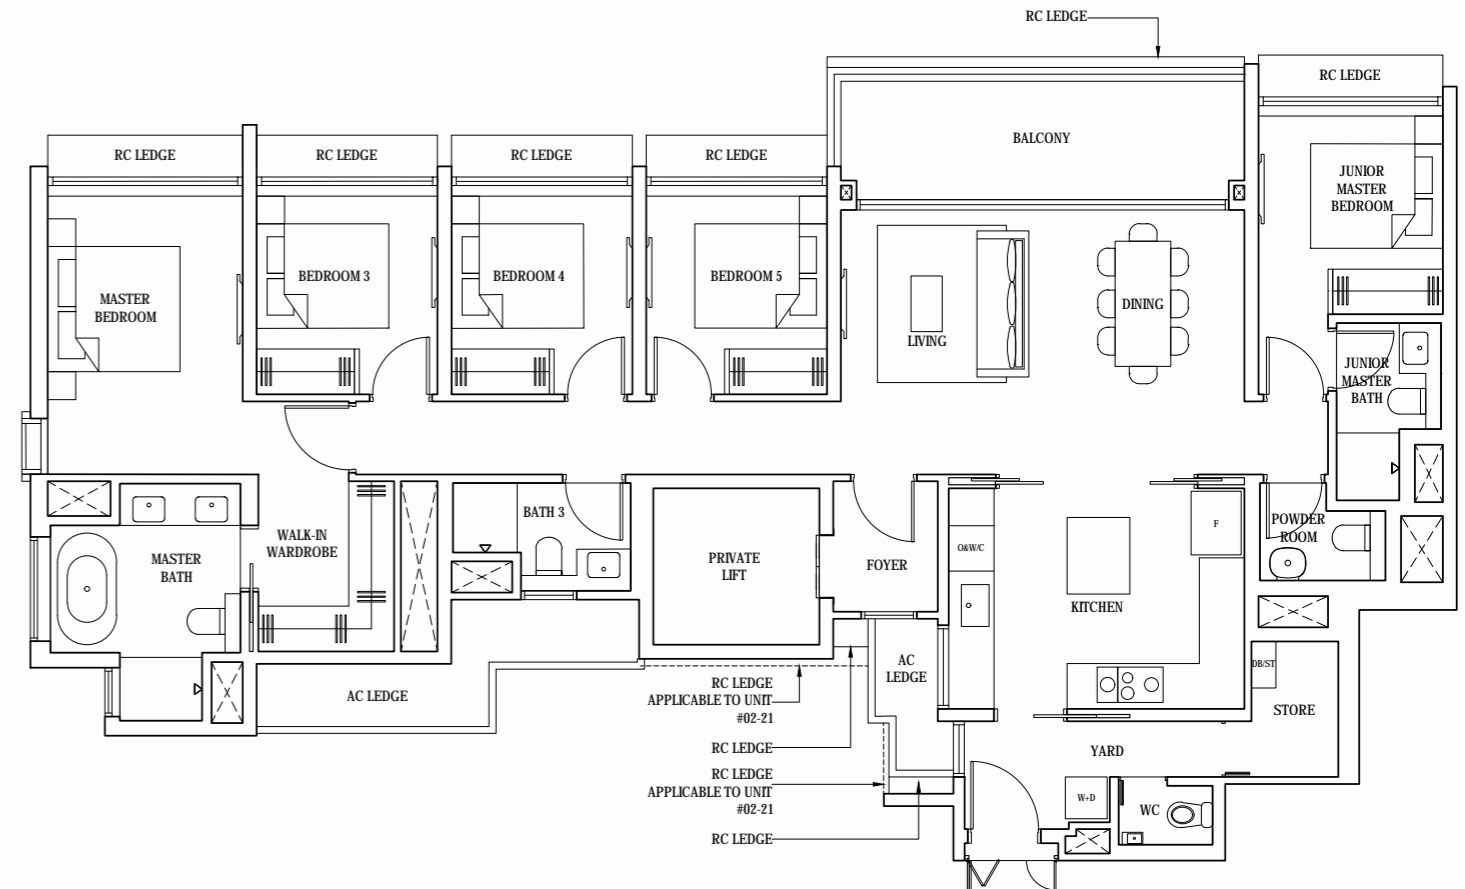 RC LEDGE
RC LEDGE
BALCONY
RC LEDGE
RC LEDGE
RC LEDGE
RC LEDGE
JUNIOR
MASTER
BEDROOM
MASTER
BEDROOM
BEDROOM 3
BEDROOM 4
BEDROOM 5
LIVING
DINING
JUNIOR
MASTER
BATH
MASTER
BATH
WALK-IN
WARDROBE
BATH 3
PRIVATE
LIFT
FOYER
O&W/C
F
POWDER
ROOM
KITCHEN
AC LEDGE
AC
LEDGE
DB/ST
STORE
RC LEDGE
APPLICABLE TO UNIT
#02-21
RC LEDGE
RC LEDGE
APPLICABLE TO UNIT
#02-21
RC LEDGE
YARD
W+D
WC